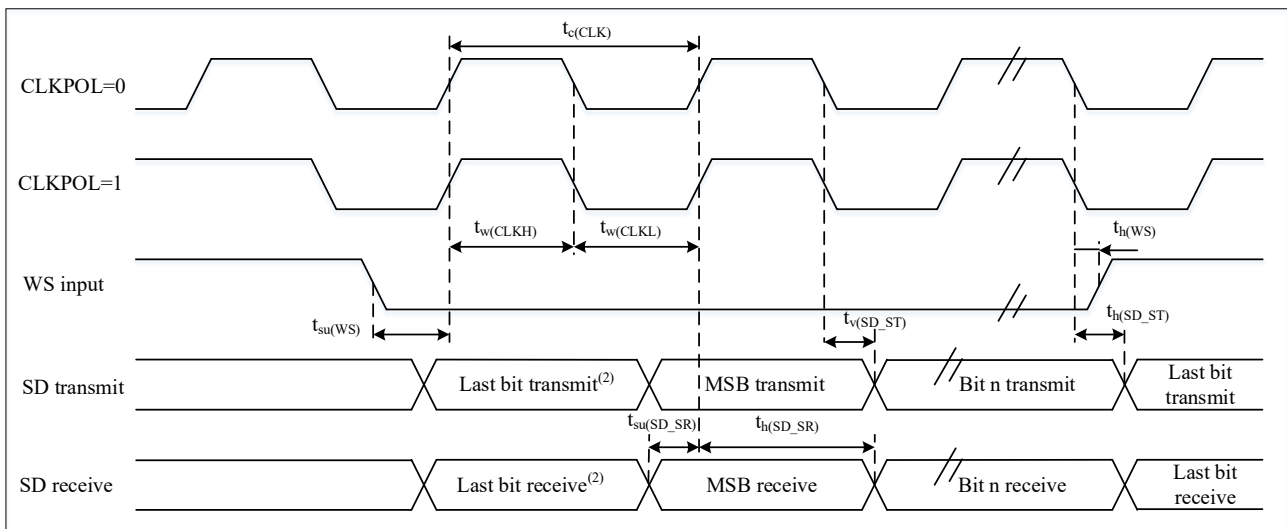 t_c(CLK)
CLKPOL=0
CLKPOL=1
t_w(CLKH)
t_w(CLKL)
t_h(WS)
WS input
t_su(WS)
t_v(SD_ST)
t_h(SD_ST)
SD transmit
Last bit transmit(2)
MSB transmit
Bit n transmit
Last bit
transmit
t_su(SD_SR)
t_h(SD_SR)
SD receive
Last bit receive(2)
MSB receive
Bit n receive
Last bit
receive